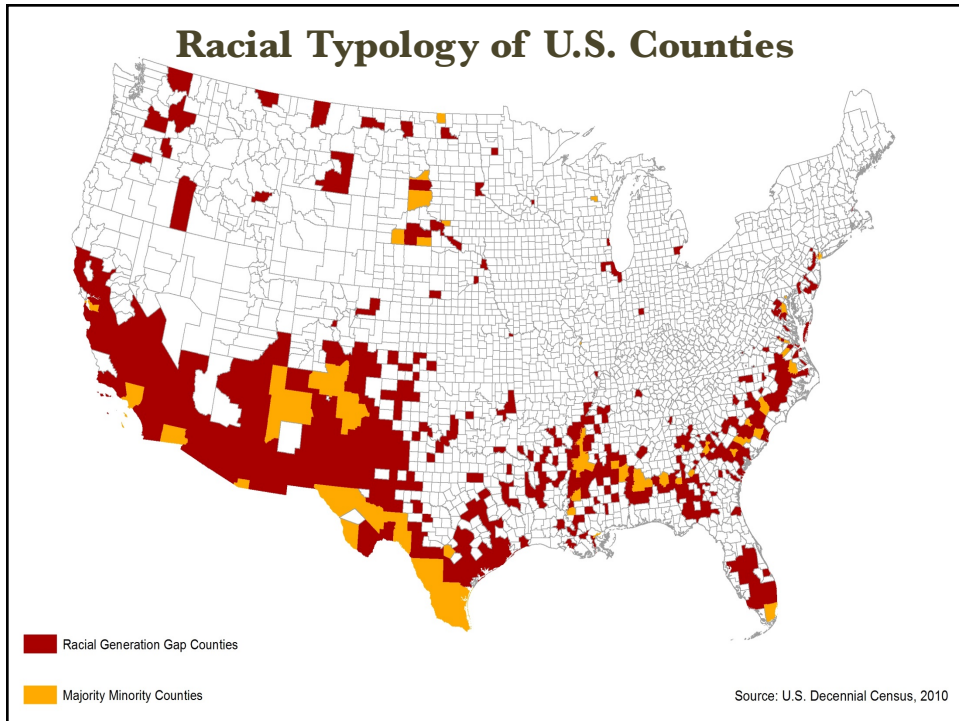 Racial Typology of U.S. Counties
Racial Generation Gap Counties
Majority Minority Counties
Source: U.S. Decennial Census, 2010